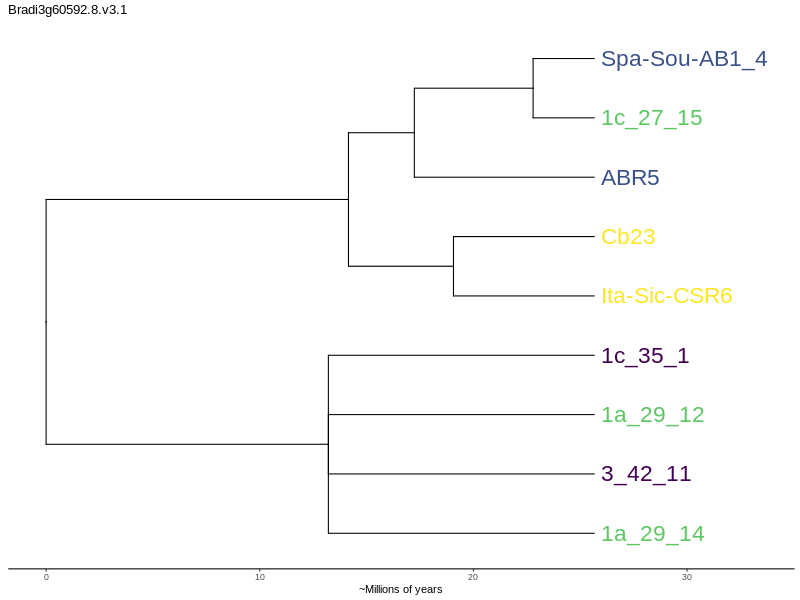 Bradi3g60592.8.v3.1
Spa-Sou-AB1_4
1c_27_15
ABR5
Cb23
Ita-Sic-CSR6
1c_35_1
1a_29_12
3_42_11
1a_29_14
0 10 20 30
~Millions of years